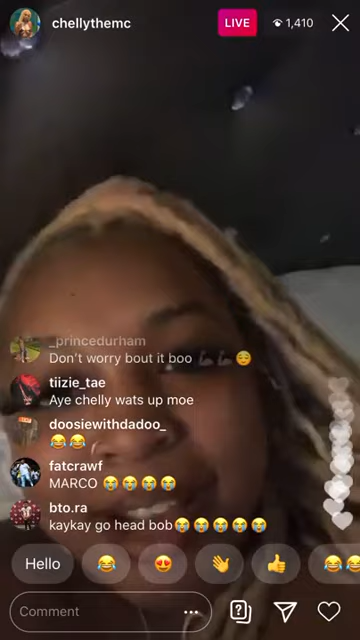 chellythemc
LIVE
1,410
_princedurham
Don't worry bout it boo 💪🏿💪🏿😌
tiizie_tae
Aye chelly wats up moe
doosiewithdadoo_
😂😂
fatcrawf
MARCO 😭😭😭😭
bto.ra
kaykay go head bob😭😭😭😭😭
Hello 😂 😍 👋 👍 😂😂
Comment